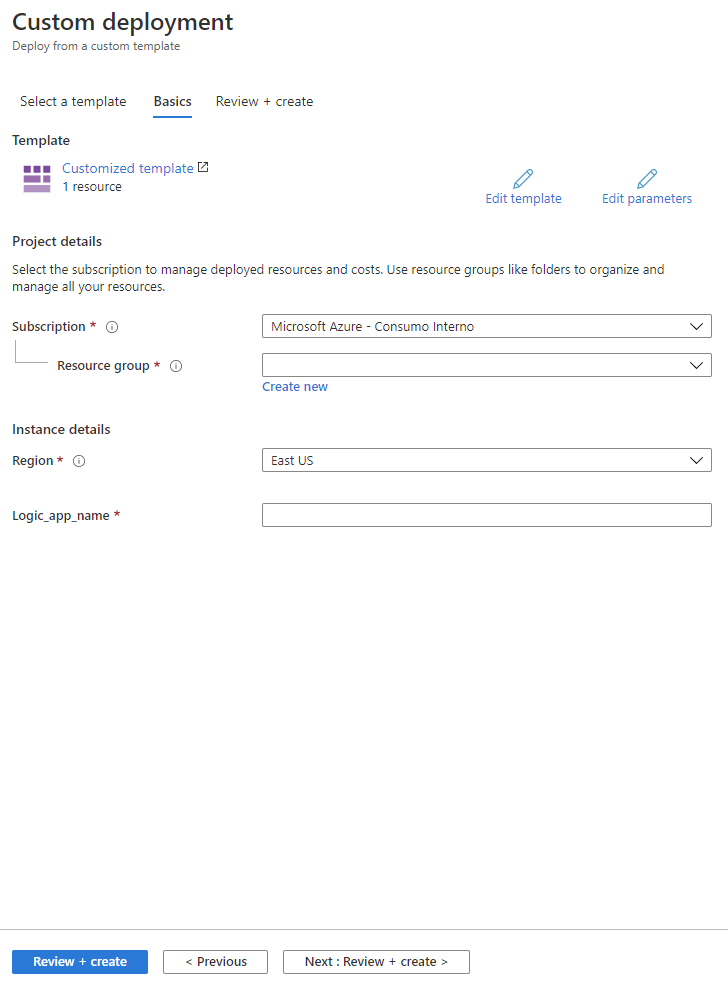 Custom deployment
Deploy from a custom template
Select a template Basics Review + create
Template
Customized template
1 resource
Edit template Edit parameters
Project details
Select the subscription to manage deployed resources and costs. Use resource groups like folders to organize and
manage all your resources.
Subscription * Microsoft Azure - Consumo Interno
Resource group *
Create new
Instance details
Region * East US
Logic_app_name *
Review + create < Previous Next : Review + create >